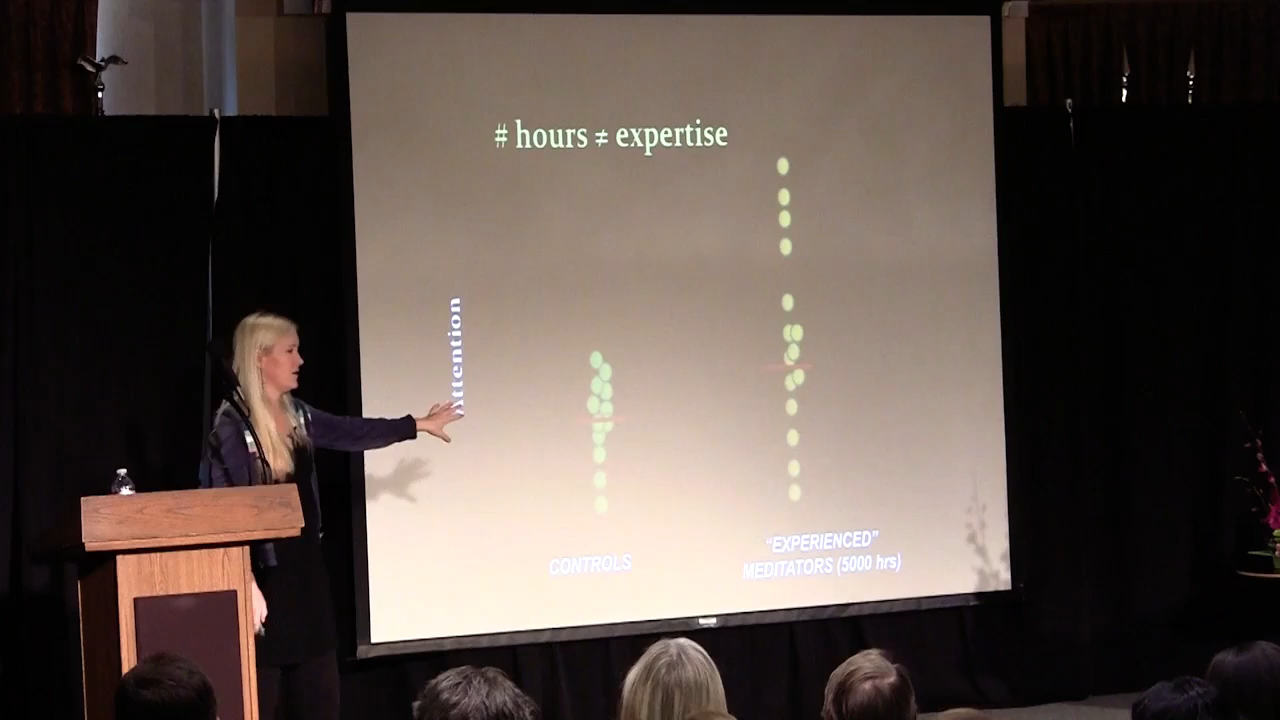 # hours ≠ expertise
Attention
CONTROLS
“EXPERIENCED”
MEDITATORS (5000 hrs)